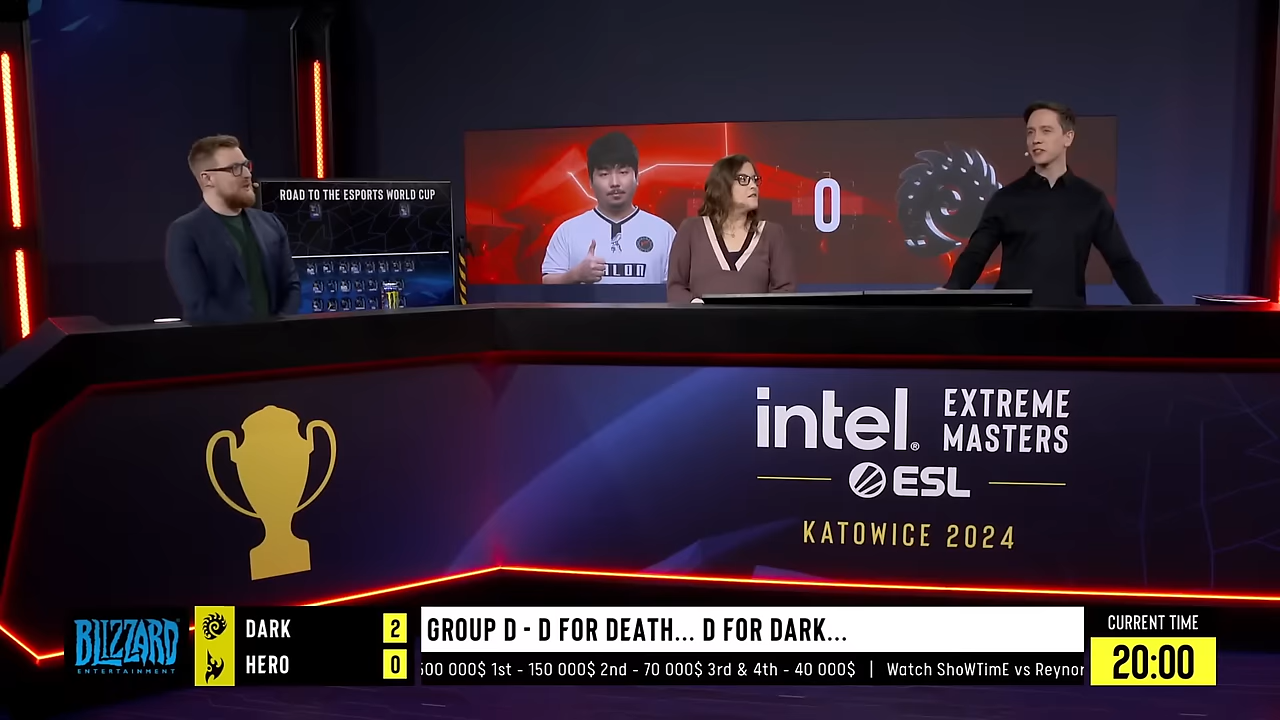 ROAD TO THE ESPORTS WORLD CUP
0
intel.
EXTREME
MASTERS
ESL
KATOWICE 2024
BLIZZARD
ENTERTAINMENT
DARK 2
HERO 0
GROUP D - D FOR DEATH... D FOR DARK...
500 000$ 1st - 150 000$ 2nd - 70 000$ 3rd & 4th - 40 000$ | Watch ShoWTimE vs Reynor
CURRENT TIME
20:00